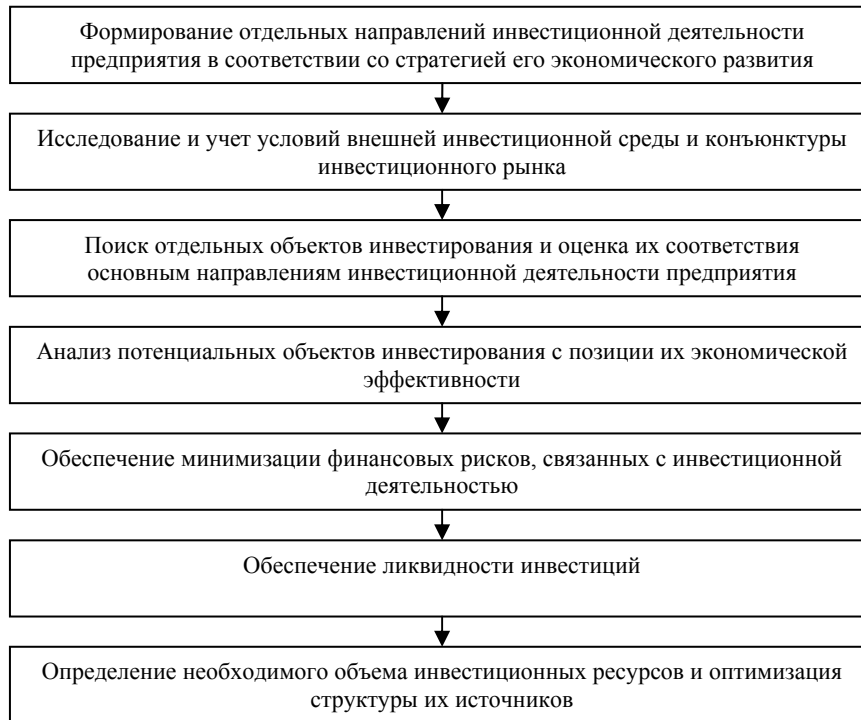 Формирование отдельных направлений инвестиционной деятельности
предприятия в соответствии со стратегией его экономического развития
Исследование и учет условий внешней инвестиционной среды и конъюнктуры
инвестиционного рынка
Поиск отдельных объектов инвестирования и оценка их соответствия
основным направлениям инвестиционной деятельности предприятия
Анализ потенциальных объектов инвестирования с позиции их экономической
эффективности
Обеспечение минимизации финансовых рисков, связанных с инвестиционной
деятельностью
Обеспечение ликвидности инвестиций
Определение необходимого объема инвестиционных ресурсов и оптимизация
структуры их источников